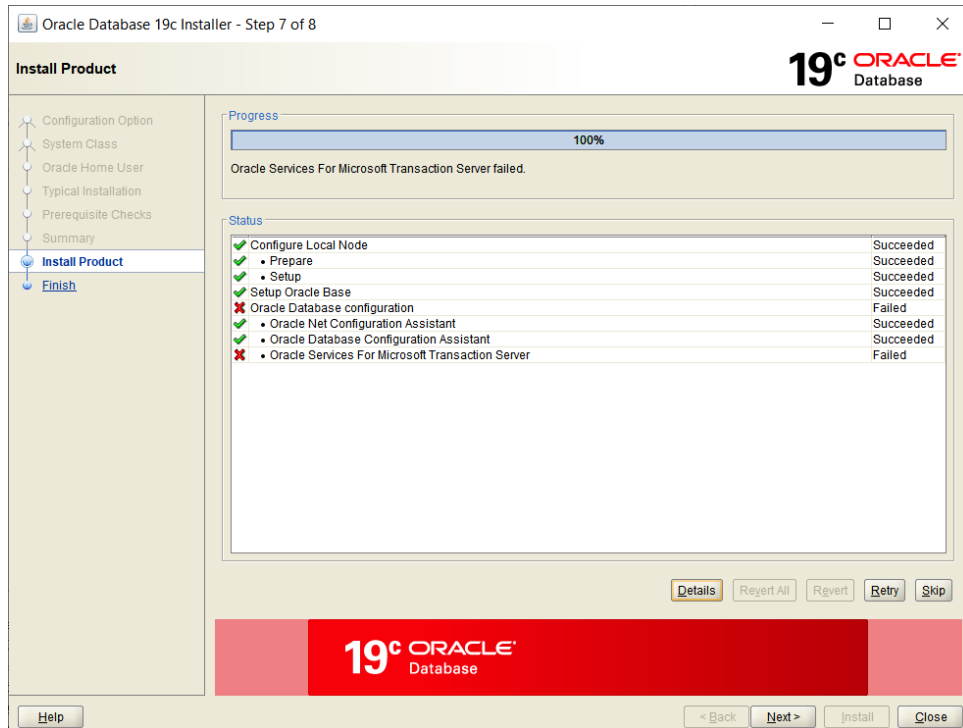 Oracle Database 19c Installer - Step 7 of 8
Install Product
19c ORACLE
Database
Configuration Option
System Class
Oracle Home User
Typical Installation
Prerequisite Checks
Summary
Install Product
Finish
Progress
100%
Oracle Services For Microsoft Transaction Server failed.
Status
Configure Local Node Succeeded
• Prepare Succeeded
• Setup Succeeded
Setup Oracle Base Succeeded
Oracle Database configuration Failed
• Oracle Net Configuration Assistant Succeeded
• Oracle Database Configuration Assistant Succeeded
• Oracle Services For Microsoft Transaction Server Failed
Details Revert All Revert Retry Skip
19c ORACLE
Database
Help < Back Next > Install Close